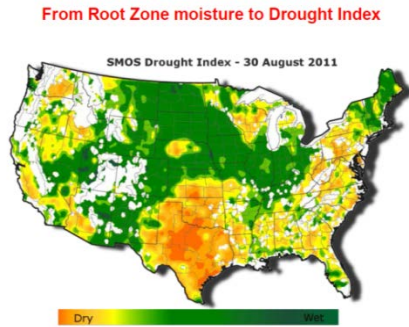 From Root Zone moisture to Drought Index
SMOS Drought Index - 30 August 2011
Dry Wet